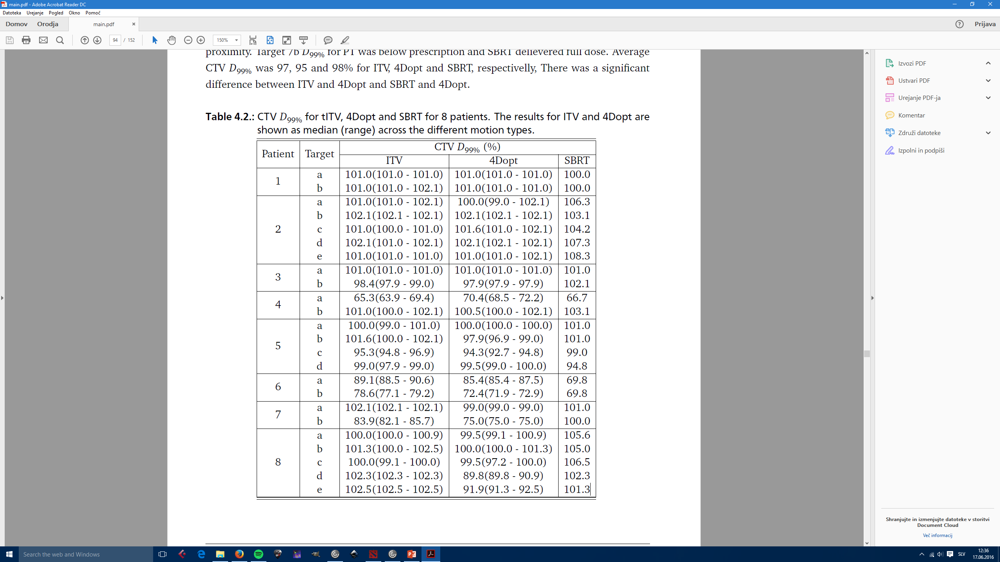 main.pdf - Adobe Acrobat Reader DC
Datoteka Urejanje Pogled Okno Pomoč
Domov Orodja main.pdf × ? Prijava
94 / 152 150%
proximity. Target 7b D99% for PT was below prescription and SBRT delievered full dose. Average
CTV D99% was 97, 95 and 98% for ITV, 4Dopt and SBRT, respectivelly, There was a significant
difference between ITV and 4Dopt and SBRT and 4Dopt.
Table 4.2.: CTV D99% for tITV, 4Dopt and SBRT for 8 patients. The results for ITV and 4Dopt are
shown as median (range) across the different motion types.
Patient Target CTV D99% (%)
ITV 4Dopt SBRT
1 a 101.0(101.0 - 101.0) 101.0(101.0 - 101.0) 100.0
b 101.0(101.0 - 102.1) 101.0(101.0 - 101.0) 100.0
2 a 101.0(101.0 - 102.1) 100.0(99.0 - 102.1) 106.3
b 102.1(102.1 - 102.1) 102.1(102.1 - 102.1) 103.1
c 101.0(100.0 - 101.0) 101.6(101.0 - 102.1) 104.2
d 102.1(101.0 - 102.1) 102.1(102.1 - 102.1) 107.3
e 101.0(101.0 - 101.0) 101.0(101.0 - 102.1) 108.3
3 a 101.0(101.0 - 101.0) 101.0(101.0 - 101.0) 101.0
b 98.4(97.9 - 99.0) 97.9(97.9 - 97.9) 102.1
4 a 65.3(63.9 - 69.4) 70.4(68.5 - 72.2) 66.7
b 101.0(100.0 - 102.1) 100.5(100.0 - 102.1) 103.1
5 a 100.0(99.0 - 101.0) 100.0(100.0 - 100.0) 101.0
b 101.6(100.0 - 102.1) 97.9(96.9 - 99.0) 101.0
c 95.3(94.8 - 96.9) 94.3(92.7 - 94.8) 99.0
d 99.0(97.9 - 99.0) 99.5(99.0 - 100.0) 94.8
6 a 89.1(88.5 - 90.6) 85.4(85.4 - 87.5) 69.8
b 78.6(77.1 - 79.2) 72.4(71.9 - 72.9) 69.8
7 a 102.1(102.1 - 102.1) 99.0(99.0 - 99.0) 101.0
b 83.9(82.1 - 85.7) 75.0(75.0 - 75.0) 100.0
8 a 100.0(100.0 - 100.9) 99.5(99.1 - 100.9) 105.6
b 101.3(100.0 - 102.5) 100.0(100.0 - 101.3) 105.0
c 100.0(99.1 - 100.0) 99.5(97.2 - 100.0) 106.5
d 102.3(102.3 - 102.3) 89.8(89.8 - 90.9) 102.3
e 102.5(102.5 - 102.5) 91.9(91.3 - 92.5) 101.3
Izvozi PDF
Ustvari PDF
Urejanje PDF-ja
Komentar
Združi datoteke
Izpolni in podpiši
Shranjujte in izmenjujte datoteke v storitvi
Document Cloud
Več informacij
Search the web and Windows
SLV
12:36
17.06.2016